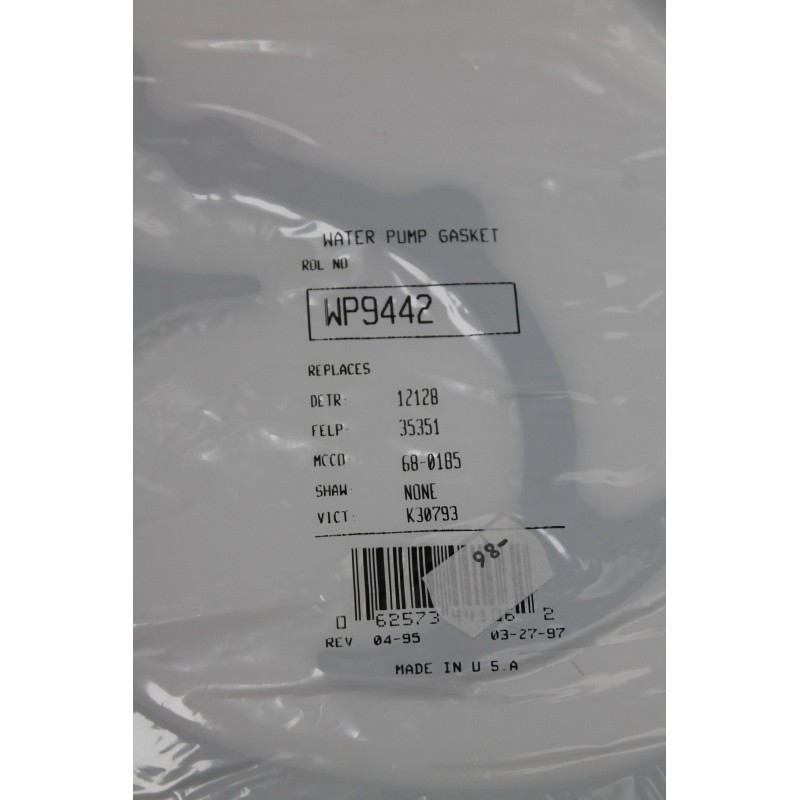 WATER PUMP GASKET
ROL NO
WP9442
REPLACES
DETR: 12128
FELP: 35351
MCCO: 68-0185
SHAW: NONE
VICT: K30793
98-
0 62573 44106 2
REV 04-95 03-27-97
MADE IN U.S.A